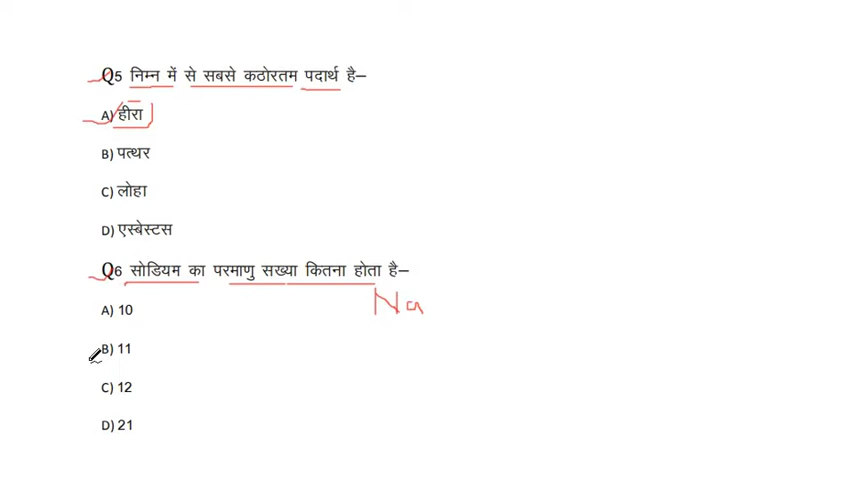 Q5 निम्न में से सबसे कठोरतम पदार्थ है–
A) हीरा
B) पत्थर
C) लोहा
D) एस्बेस्टस
Q6 सोडियम का परमाणु सख्या कितना होता है–
Na
A) 10
B) 11
C) 12
D) 21